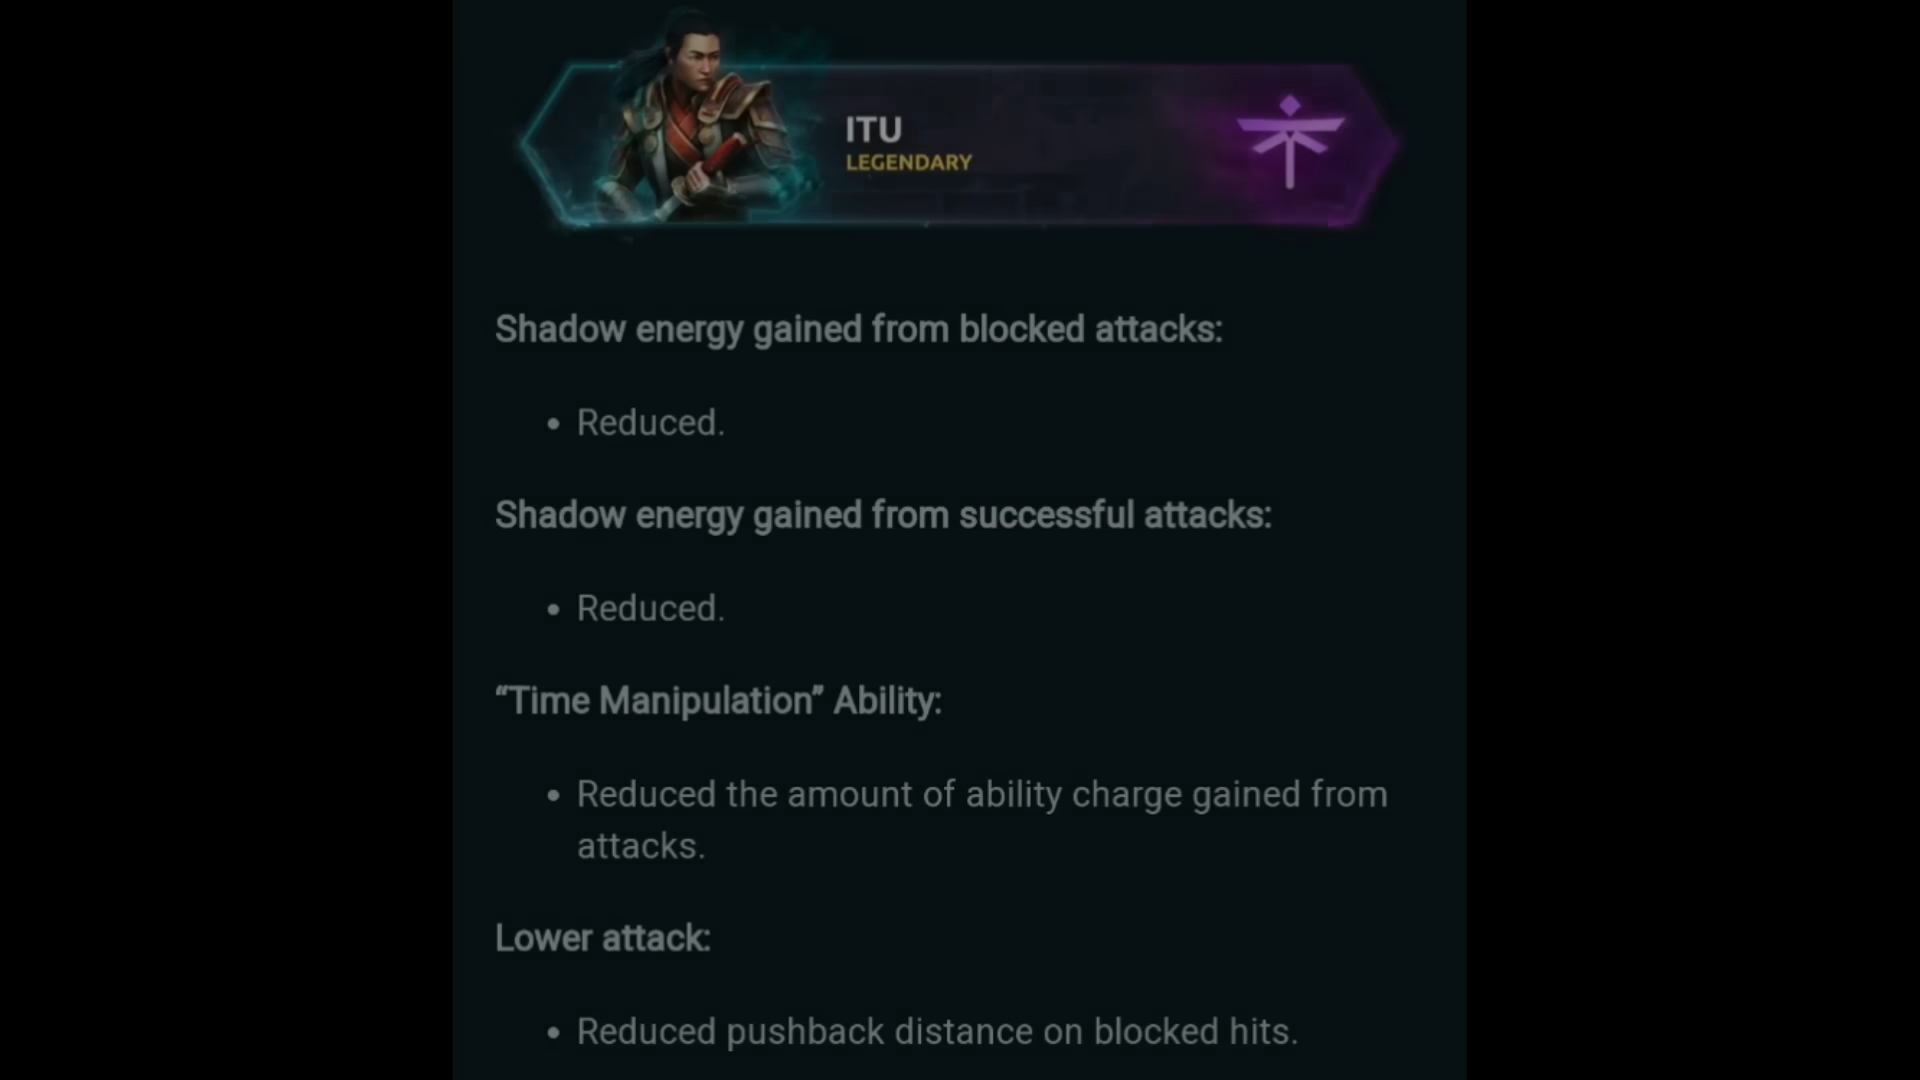 ITU
LEGENDARY
Shadow energy gained from blocked attacks:
• Reduced.
Shadow energy gained from successful attacks:
• Reduced.
“Time Manipulation” Ability:
• Reduced the amount of ability charge gained from
attacks.
Lower attack:
• Reduced pushback distance on blocked hits.